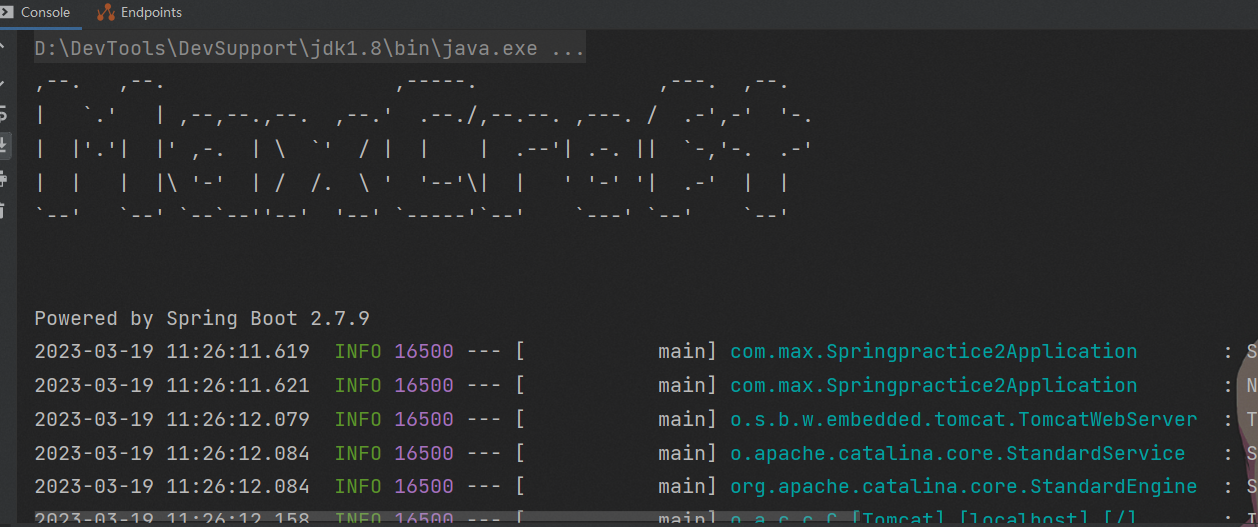 Console Endpoints
D:\DevTools\DevSupport\jdk1.8\bin\java.exe ...
,--.   ,--.                   ,-----.               ,---.  ,--.
|   `.'   | ,--,--.,--.  ,--.'  .--./,--.--. ,---. /  .-',-'  '-.
|  |'.'|  |' ,-.  | \  `'  / |  |    |  .--'| .-. ||  `-,'-.  .-'
|  |   |  |\ '-'  | /  /.  \ '  '--'\|  |   ' '-' '|  .-'  |  |
`--'   `--' `--`--''--'  '--' `-----'`--'    `---' `--'    `--'
Powered by Spring Boot 2.7.9
2023-03-19 11:26:11.619  INFO 16500 --- [           main] com.max.Springpractice2Application       : S
2023-03-19 11:26:11.621  INFO 16500 --- [           main] com.max.Springpractice2Application       : N
2023-03-19 11:26:12.079  INFO 16500 --- [           main] o.s.b.w.embedded.tomcat.TomcatWebServer  : T
2023-03-19 11:26:12.084  INFO 16500 --- [           main] o.apache.catalina.core.StandardService   : S
2023-03-19 11:26:12.084  INFO 16500 --- [           main] org.apache.catalina.core.StandardEngine  : S
2023-03-19 11:26:12.158  INFO 16500 --- [           main] o.a.c.c.C.[Tomcat].[localhost].[/]       : I